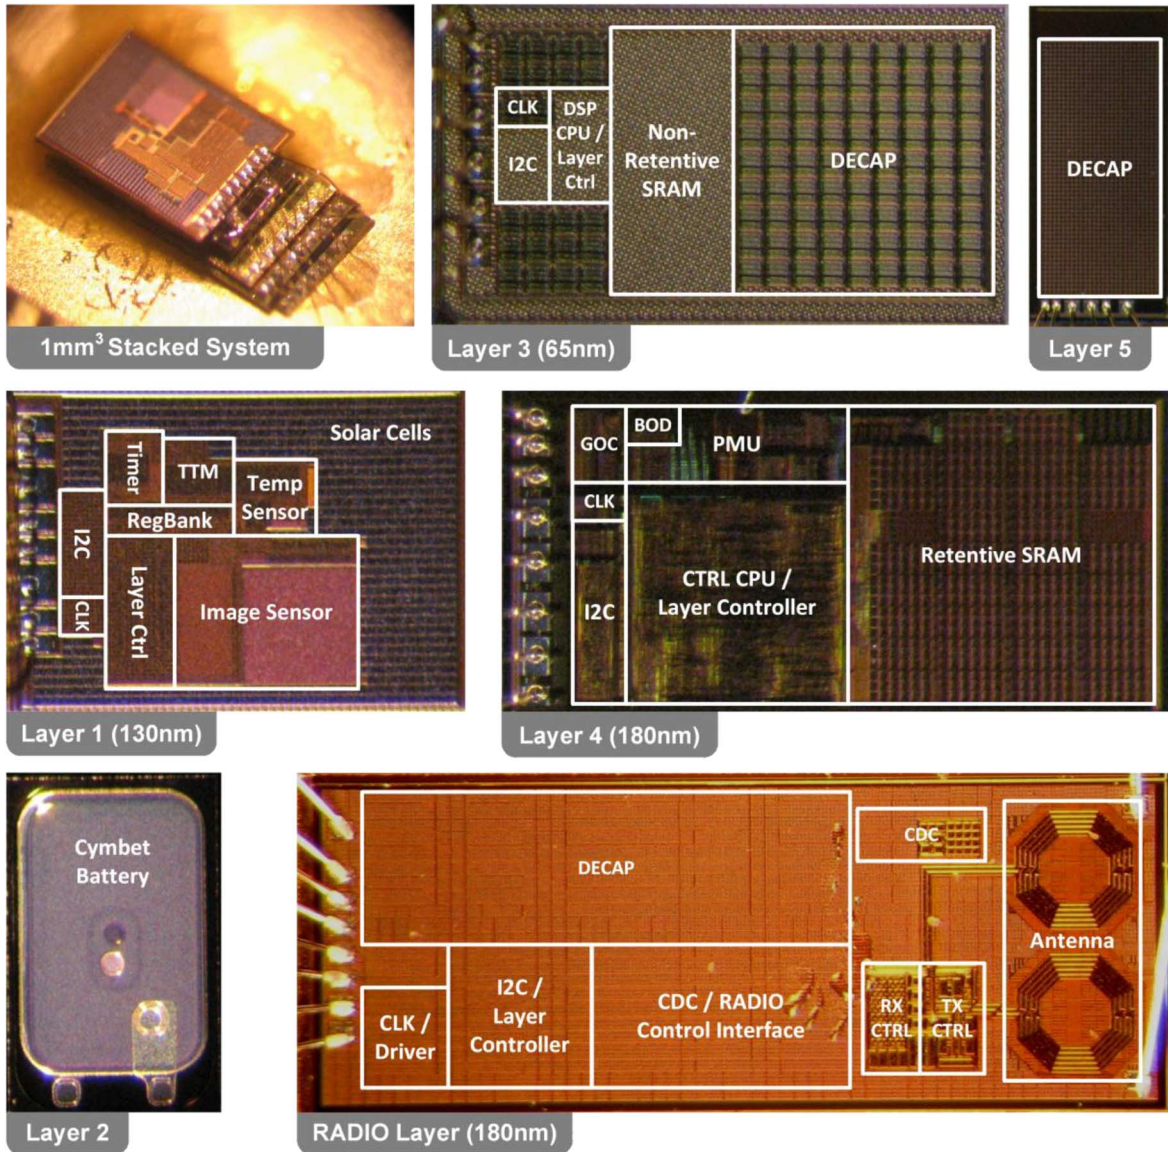 CLK
DSP
CPU /
Layer
Ctrl
I2C
Non-
Retentive
SRAM
DECAP
DECAP
1mm³ Stacked System
Layer 3 (65nm)
Layer 5
Solar Cells
Timer
TTM
Temp
Sensor
RegBank
I2C
CLK
Layer Ctrl
Image Sensor
GOC
BOD
PMU
CLK
I2C
CTRL CPU /
Layer Controller
Retentive SRAM
Layer 1 (130nm)
Layer 4 (180nm)
Cymbet
Battery
DECAP
CDC
Antenna
CLK /
Driver
I2C /
Layer
Controller
CDC / RADIO
Control Interface
RX
CTRL
TX
CTRL
Layer 2
RADIO Layer (180nm)